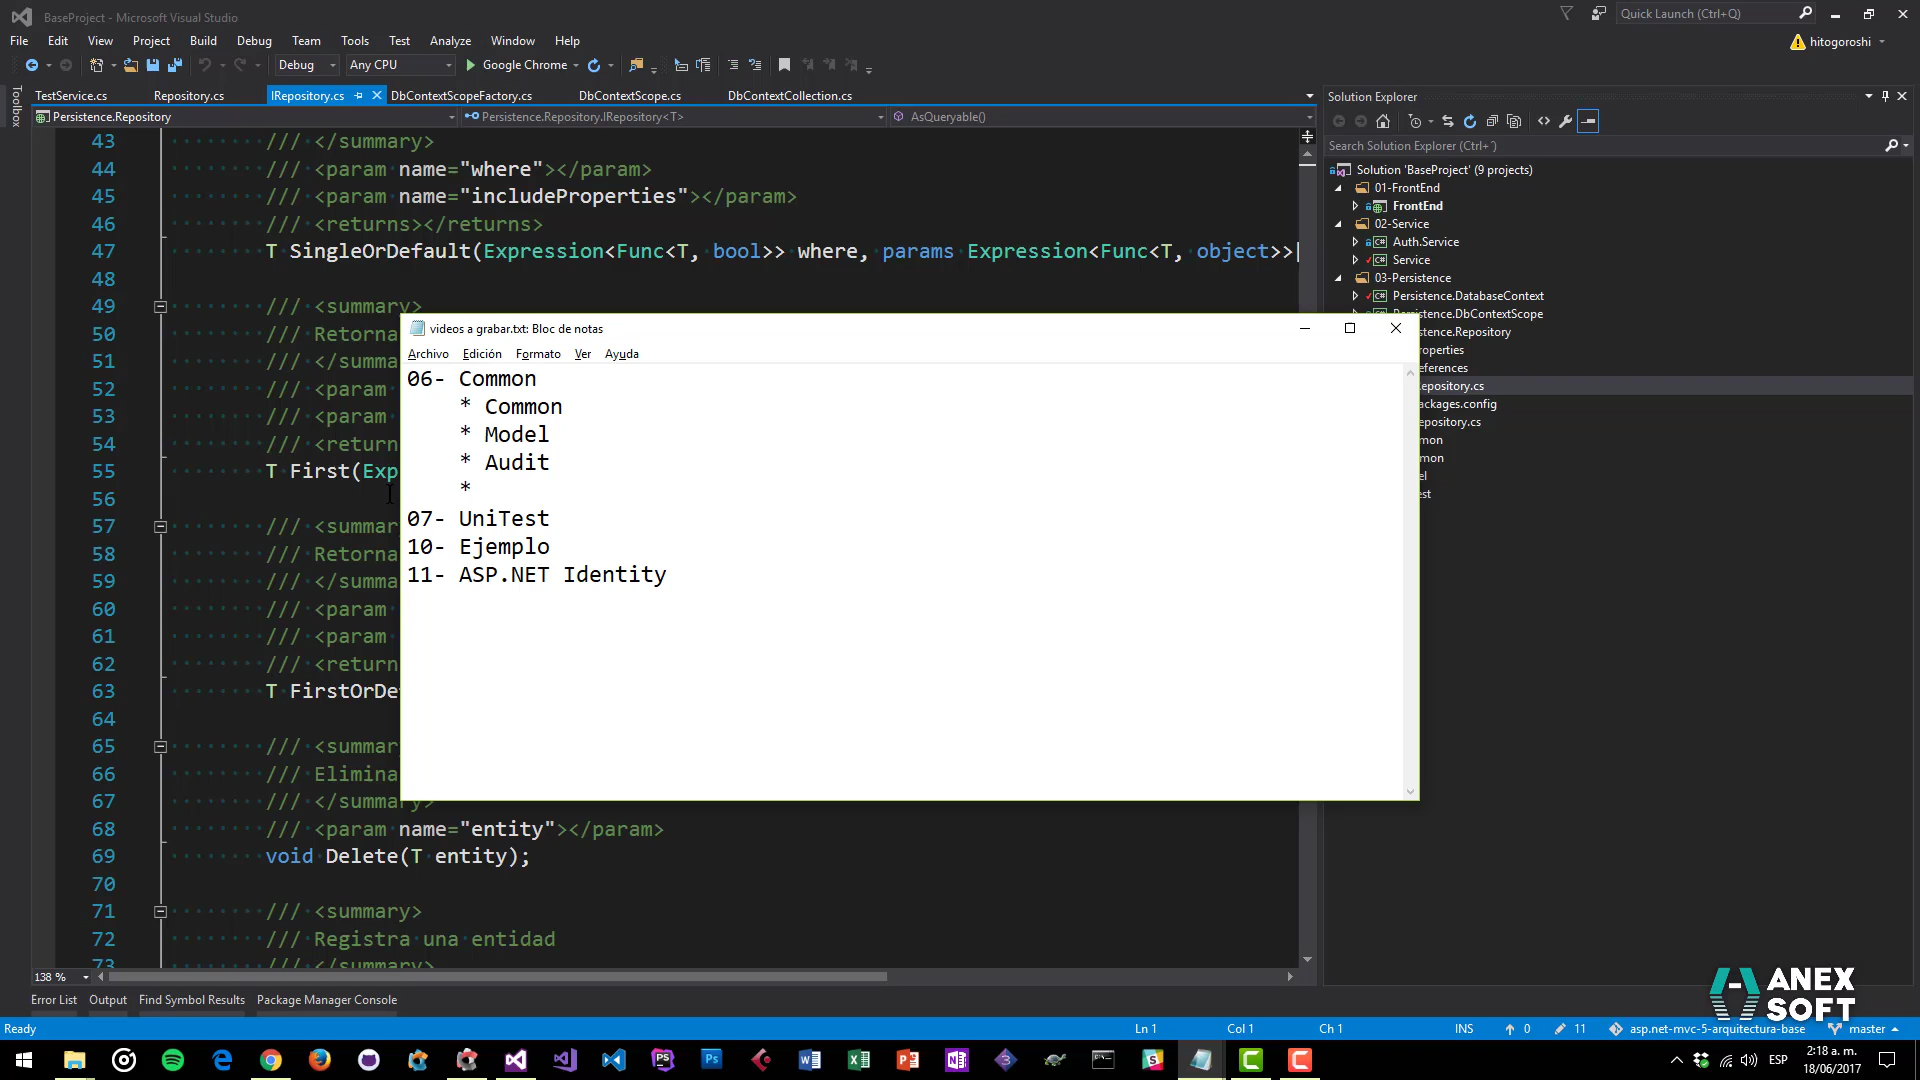 BaseProject - Microsoft Visual Studio
Quick Launch (Ctrl+Q)
File Edit View Project Build Debug Team Tools Test Analyze Window Help
hitogoroshi
Debug Any CPU Google Chrome
Toolbox
TestService.cs Repository.cs IRepository.cs DbContextScopeFactory.cs DbContextScope.cs DbContextCollection.cs
Persistence.Repository Persistence.Repository.IRepository<T> AsQueryable()
43 /// </summary>
44 /// <param name="where"></param>
45 /// <param name="includeProperties"></param>
46 /// <returns></returns>
47 T SingleOrDefault(Expression<Func<T, bool>> where, params Expression<Func<T, object>>
48
49 /// <summary>
50 /// Retorna
51 /// </summa
52 /// <param
53 /// <param
54 /// <return
55 T First(Exp
56
57 /// <summar
58 /// Retorna
59 /// </summa
60 /// <param
61 /// <param
62 /// <return
63 T FirstOrDe
64
65 /// <summar
66 /// Elimina
67 /// </summary>
68 /// <param name="entity"></param>
69 void Delete(T entity);
70
71 /// <summary>
72 /// Registra una entidad
73 /// </summary>
138 %
videos a grabar.txt: Bloc de notas
Archivo Edición Formato Ver Ayuda
06- Common
* Common
* Model
* Audit
*
07- UniTest
10- Ejemplo
11- ASP.NET Identity
Solution Explorer
Search Solution Explorer (Ctrl+´)
Solution 'BaseProject' (9 projects)
01-FrontEnd
FrontEnd
02-Service
Auth.Service
Service
03-Persistence
Persistence.DatabaseContext
Persistence.DbContextScope
stence.Repository
roperties
eferences
epository.cs
ackages.config
epository.cs
mon
mon
el
est
Error List Output Find Symbol Results Package Manager Console
ANEX
SOFT
Ready Ln 1 Col 1 Ch 1 INS 0 11 asp.net-mvc-5-arquitectura-base master
ESP
2:18 a. m.
18/06/2017